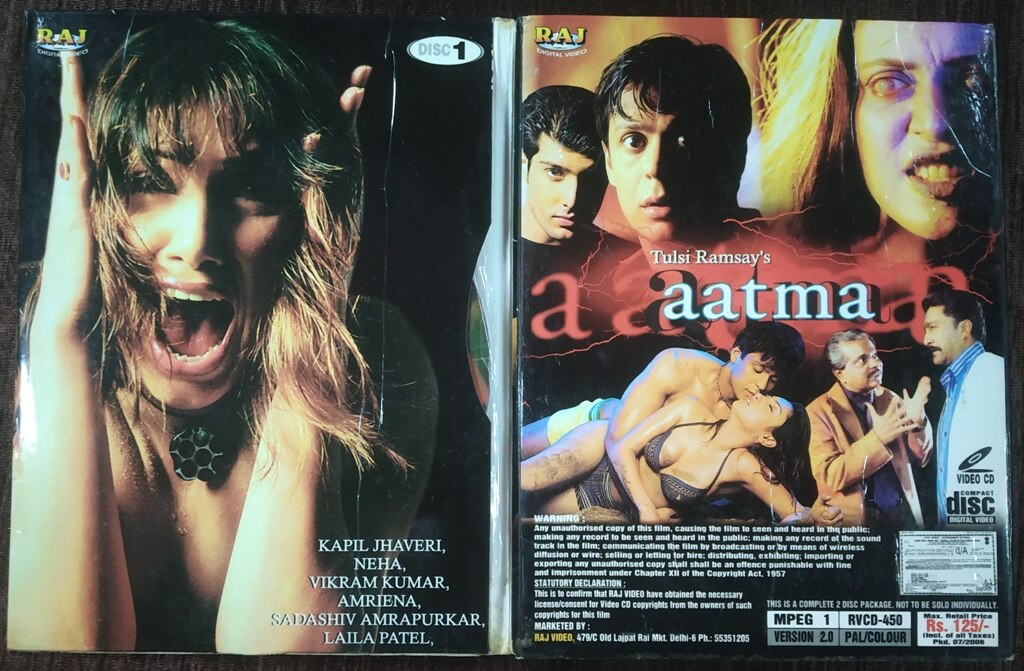 RAJ
DIGITAL VIDEO
DISC 1
KAPIL JHAVERI,
NEHA,
VIKRAM KUMAR,
AMRIENA,
SADASHIV AMRAPURKAR,
LAILA PATEL,
RAJ
DIGITAL VIDEO
Tulsi Ramsay's
aatma
VIDEO CD
COMPACT
disc
DIGITAL VIDEO
WARNING :
Any unauthorised copy of this film, causing the film to seen and heard in the public;
making any record to be seen and heard in the public; making any record of the sound
track in the film; communicating the film by broadcasting or by means of wireless
diffusion or wire; selling or letting for hire; distributing, exhibiting; importing or
exporting any unauthorised copy shall shall be an offence punishable with fine
and imprisonment under Chapter XII of the Copyright Act, 1957
STATUTORY DECLARATION :
This is to confirm that RAJ VIDEO have obtained the necessary
license/consent for Video CD copyrights from the owners of such
copyrights for this film
MARKETED BY :
RAJ VIDEO, 479/C Old Lajpat Rai Mkt. Delhi-6 Ph.: 55351205
THIS IS A COMPLETE 2 DISC PACKAGE. NOT TO BE SOLD INDIVIDUALLY.
MPEG 1
RVCD-450
VERSION 2.0
PAL/COLOUR
Max. Retail Price
Rs. 125/-
(Incl. of all Taxes)
Pkd. 07/2006